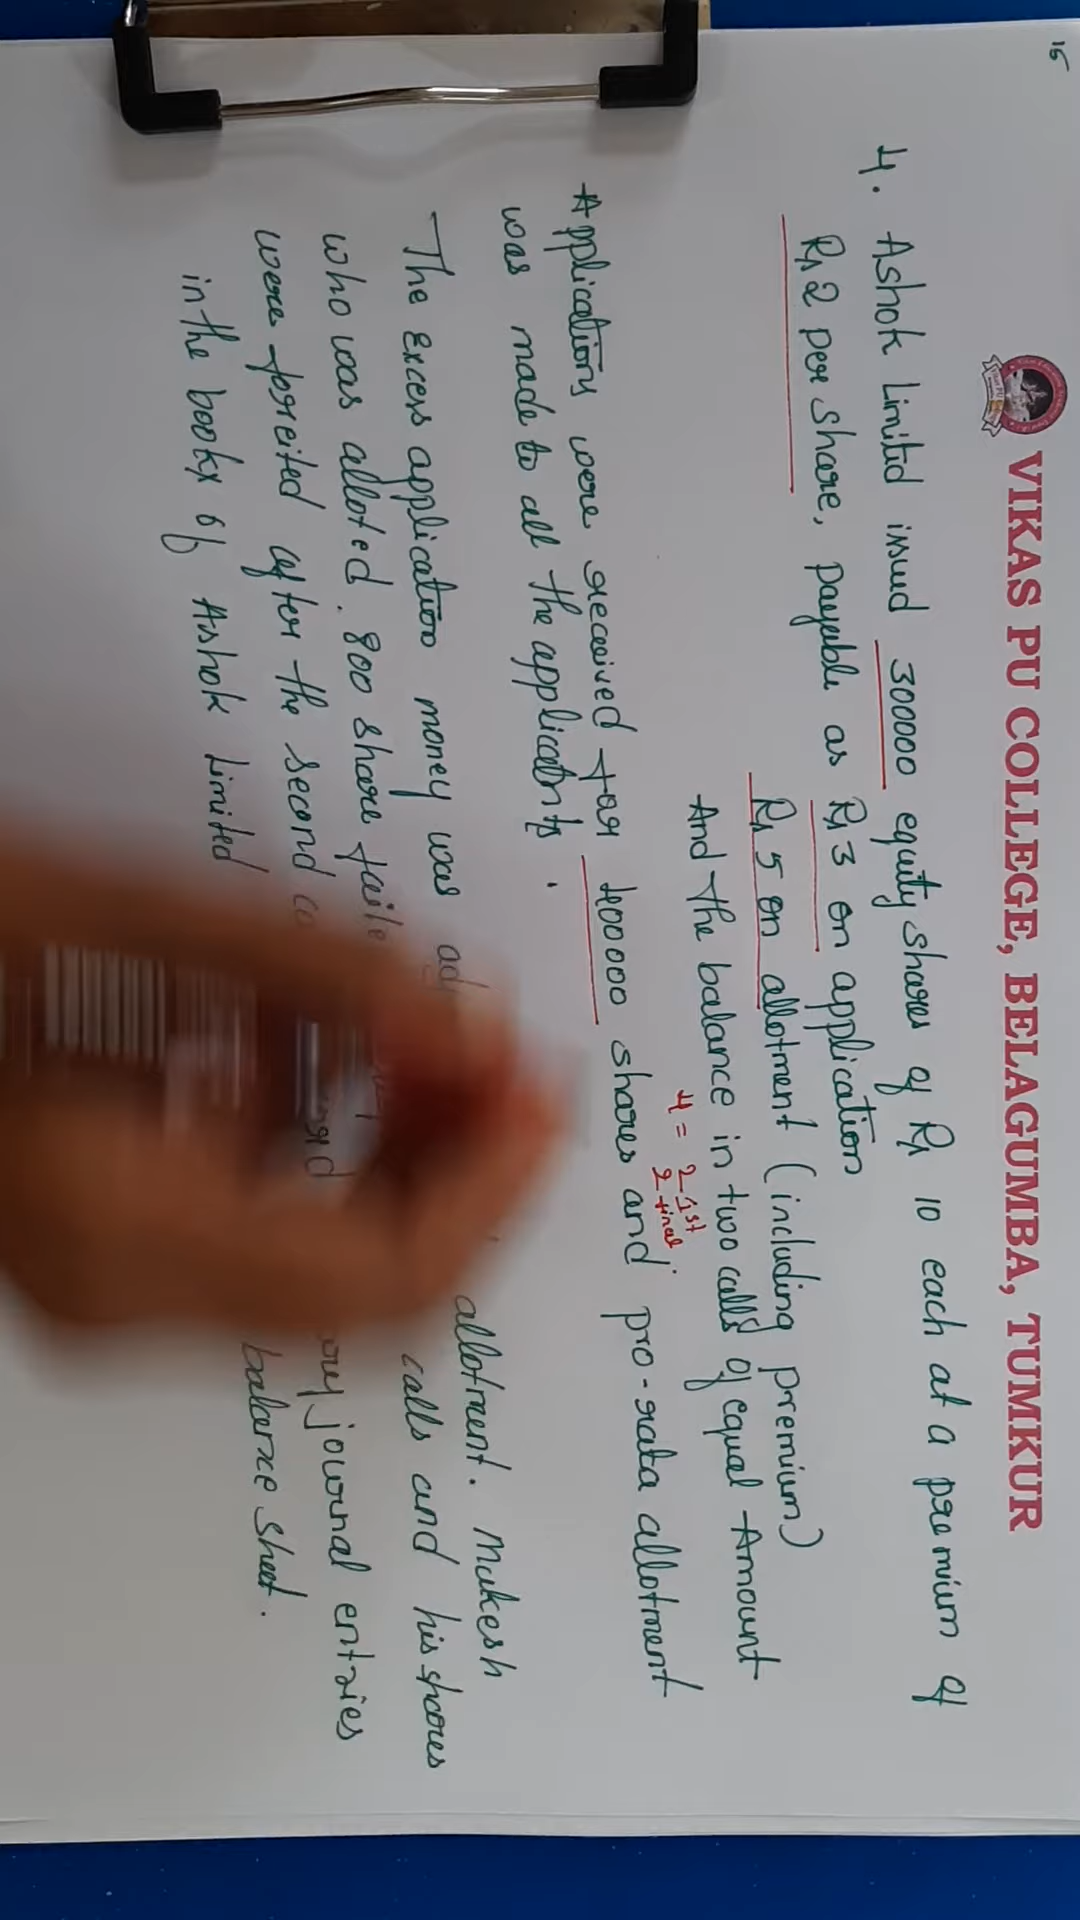 15
VIKAS PU COLLEGE, BELAGUMBA, TUMKUR
4. Ashok Limited issued 300000 equity shares of Rs 10 each at a premium of
Rs 2 per share, payable as Rs 3 on application
Rs 5 on allotment (including premium)
And the balance in two calls of equal Amount
4 = 2 1st
2 final
Applications were received for 400000 shares and pro-rata allotment
was made to all the applicants.
The excess application money was allotment. Mukesh
who was alloted 800 share calls and his shares
were forcited after the second journal entries
in the books of Ashok Limited balance sheet.